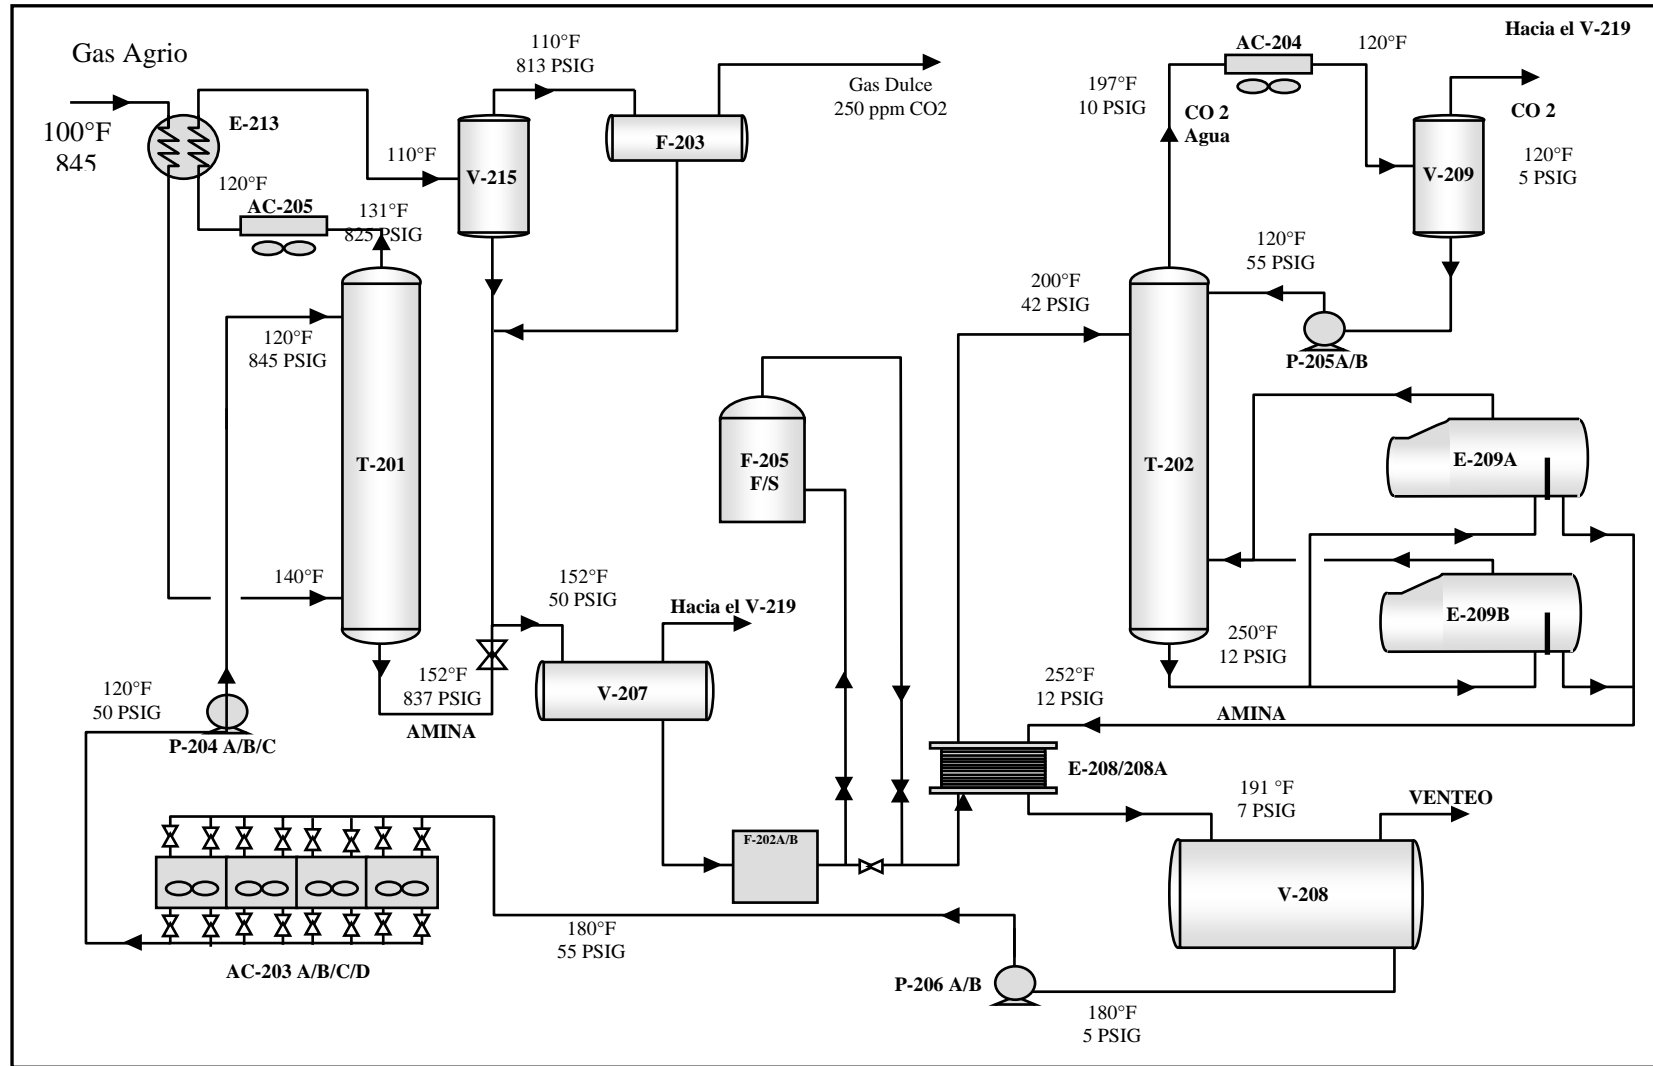 Gas Agrio
100°F
845
E-213
120°F
AC-205
131°F
825 PSIG
110°F
110°F
813 PSIG
V-215
F-203
Gas Dulce
250 ppm CO2
120°F
845 PSIG
T-201
140°F
152°F
837 PSIG
AMINA
120°F
50 PSIG
P-204 A/B/C
AC-203 A/B/C/D
152°F
50 PSIG
Hacia el V-219
V-207
F-205
F/S
F-202A/B
180°F
55 PSIG
P-206 A/B
180°F
5 PSIG
197°F
10 PSIG
CO 2
Agua
AC-204
120°F
Hacia el V-219
CO 2
120°F
5 PSIG
V-209
120°F
55 PSIG
P-205A/B
200°F
42 PSIG
T-202
E-209A
E-209B
250°F
12 PSIG
252°F
12 PSIG
AMINA
E-208/208A
191 °F
7 PSIG
VENTEO
V-208